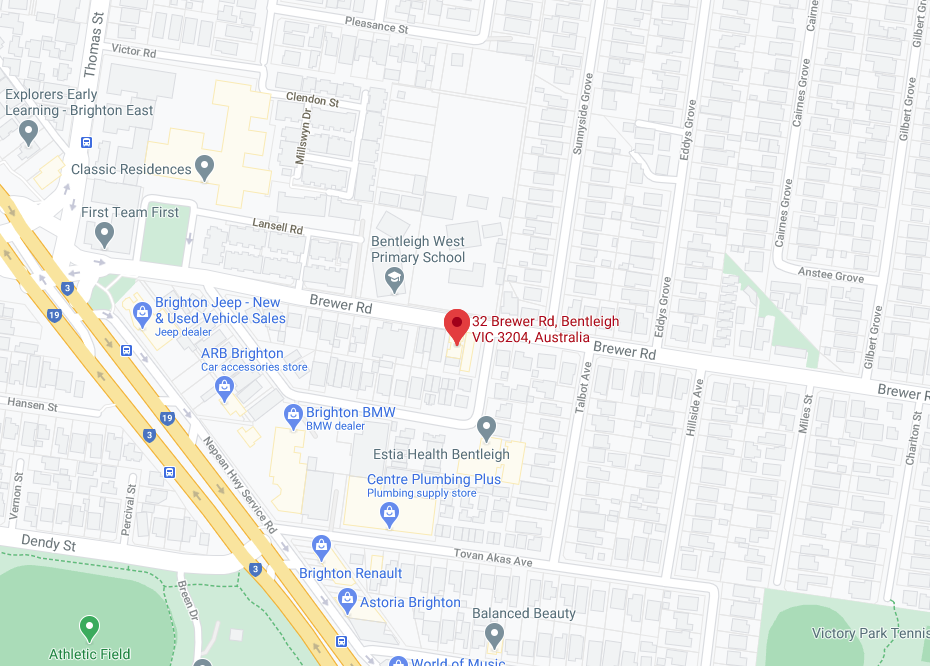 Pleasance St
Cairnes Grove
Gilbert Gr
Thomas St
Victor Rd
Explorers Early
Learning - Brighton East
Clendon St
Millswyn Dr
Sunnyside Grove
Eddys Grove
Cairnes Grove
Gilbert Grove
Classic Residences
First Team First
Lansell Rd
Bentleigh West
Primary School
Cairnes Grove
Anstee Grove
3
19
Brighton Jeep - New
& Used Vehicle Sales
Jeep dealer
Brewer Rd
32 Brewer Rd, Bentleigh
VIC 3204, Australia
Eddys Grove
Gilbert Grove
Brewer Rd
ARB Brighton
Car accessories store
Talbot Ave
Hillside Ave
Miles St
Brewer R
Charlton St
Hansen St
19
3
Brighton BMW
BMW dealer
Estia Health Bentleigh
Nepean Hwy Service Rd
Centre Plumbing Plus
Plumbing supply store
Vernon St
Percival St
Dendy St
Tovan Akas Ave
3
Brighton Renault
Breen Dr
Astoria Brighton
Balanced Beauty
Athletic Field
Victory Park Tennis
World of Music